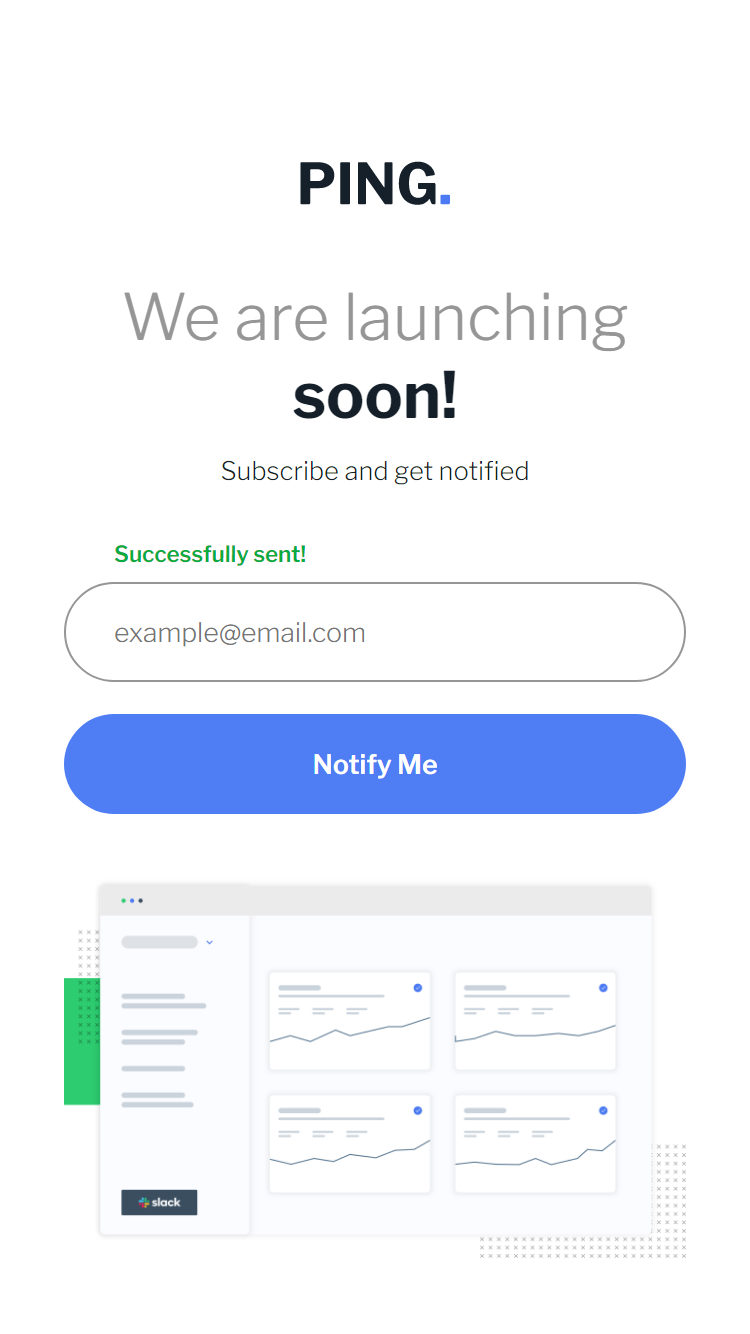 PING.
We are launching
soon!
Subscribe and get notified
Successfully sent!
example@email.com
Notify Me
slack